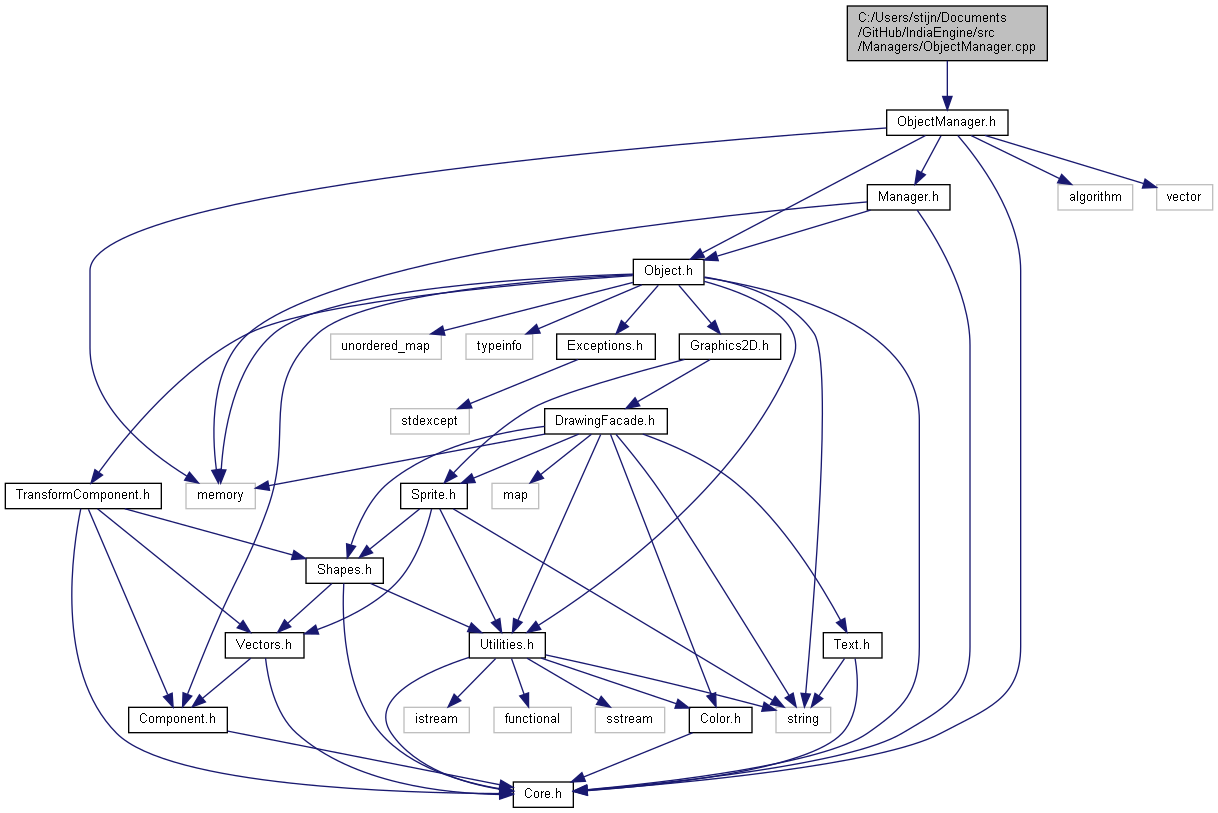 C:/Users/stijn/Documents
/GitHub/IndiaEngine/src
/Managers/ObjectManager.cpp
ObjectManager.h
Manager.h
algorithm
vector
Object.h
unordered_map
typeinfo
Exceptions.h
Graphics2D.h
stdexcept
DrawingFacade.h
TransformComponent.h
memory
Sprite.h
map
Shapes.h
Vectors.h
Utilities.h
Text.h
Component.h
istream
functional
sstream
Color.h
string
Core.h